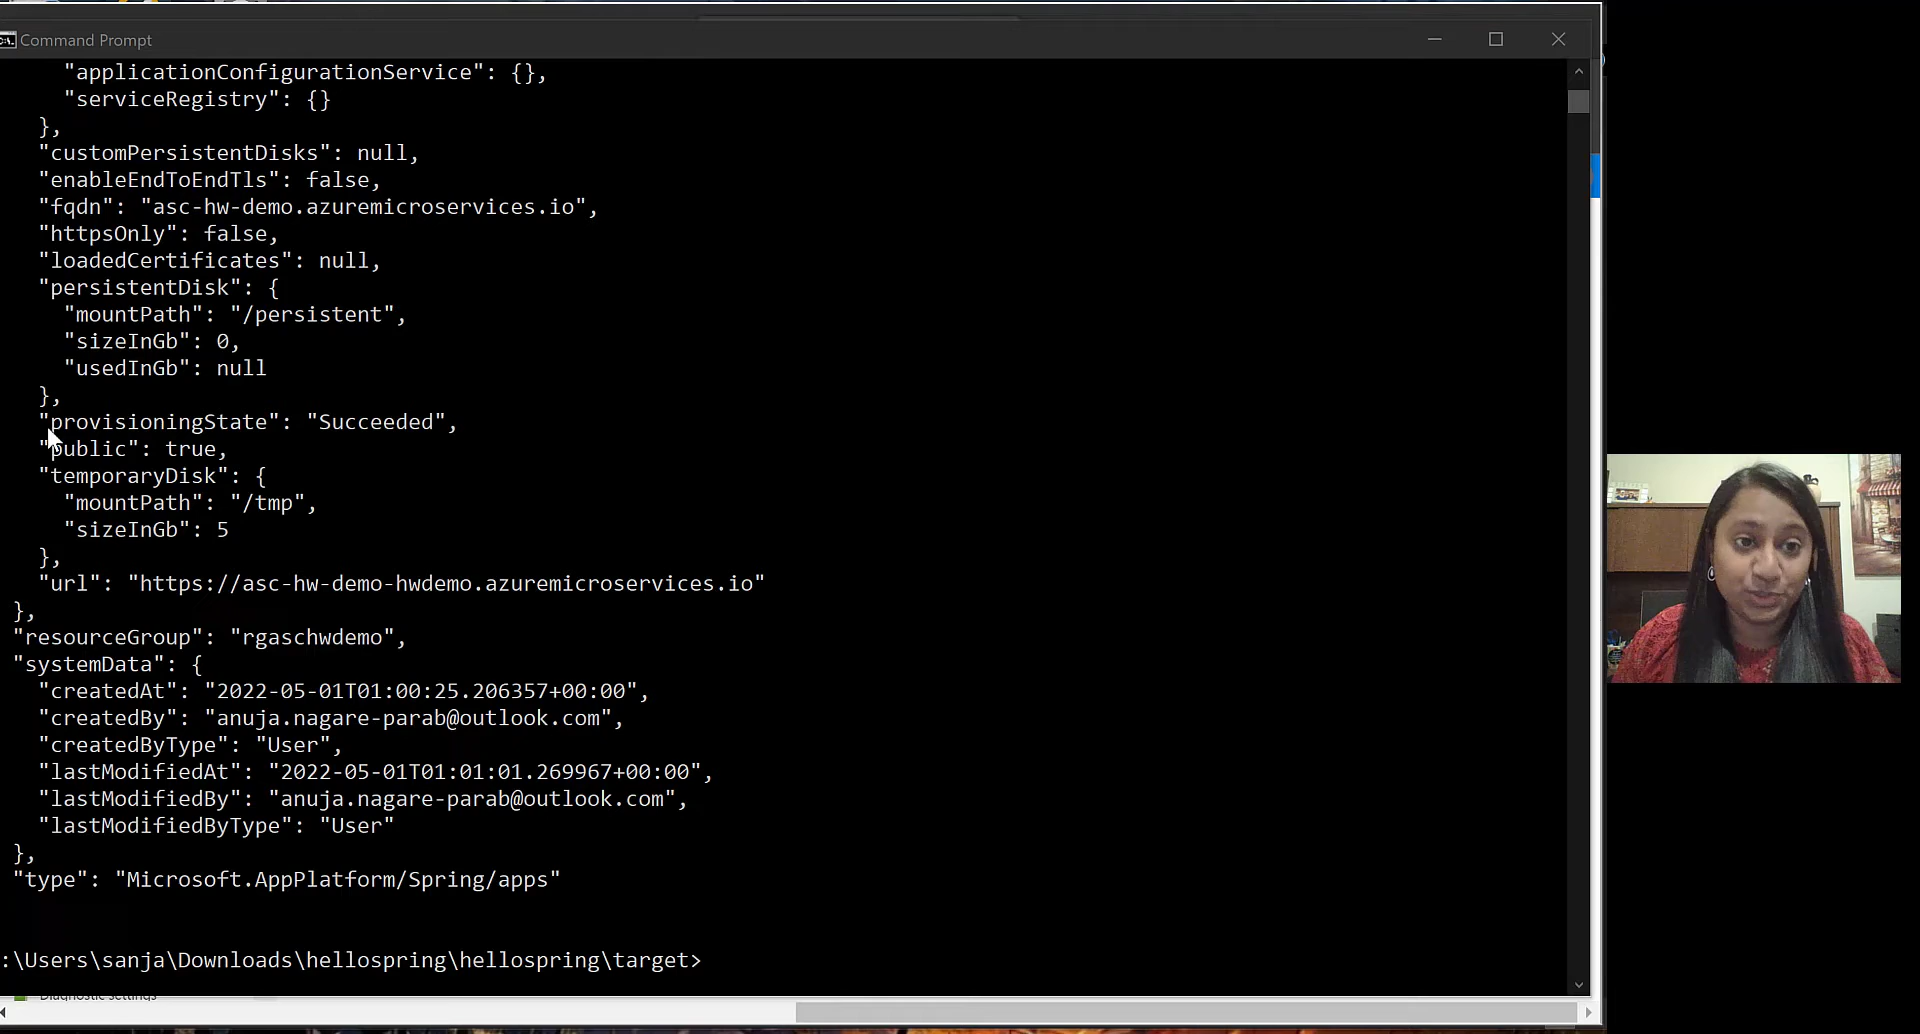 Command Prompt
"applicationConfigurationService": {},
"serviceRegistry": {}
},
"customPersistentDisks": null,
"enableEndToEndTls": false,
"fqdn": "asc-hw-demo.azuremicroservices.io",
"httpsOnly": false,
"loadedCertificates": null,
"persistentDisk": {
"mountPath": "/persistent",
"sizeInGb": 0,
"usedInGb": null
},
"provisioningState": "Succeeded",
"public": true,
"temporaryDisk": {
"mountPath": "/tmp",
"sizeInGb": 5
},
"url": "https://asc-hw-demo-hwdemo.azuremicroservices.io"
},
"resourceGroup": "rgaschwdemo",
"systemData": {
"createdAt": "2022-05-01T01:00:25.206357+00:00",
"createdBy": "anuja.nagare-parab@outlook.com",
"createdByType": "User",
"lastModifiedAt": "2022-05-01T01:01:01.269967+00:00",
"lastModifiedBy": "anuja.nagare-parab@outlook.com",
"lastModifiedByType": "User"
},
"type": "Microsoft.AppPlatform/Spring/apps"
:\Users\sanja\Downloads\hellospring\hellospring\target>
Diagnostic settings